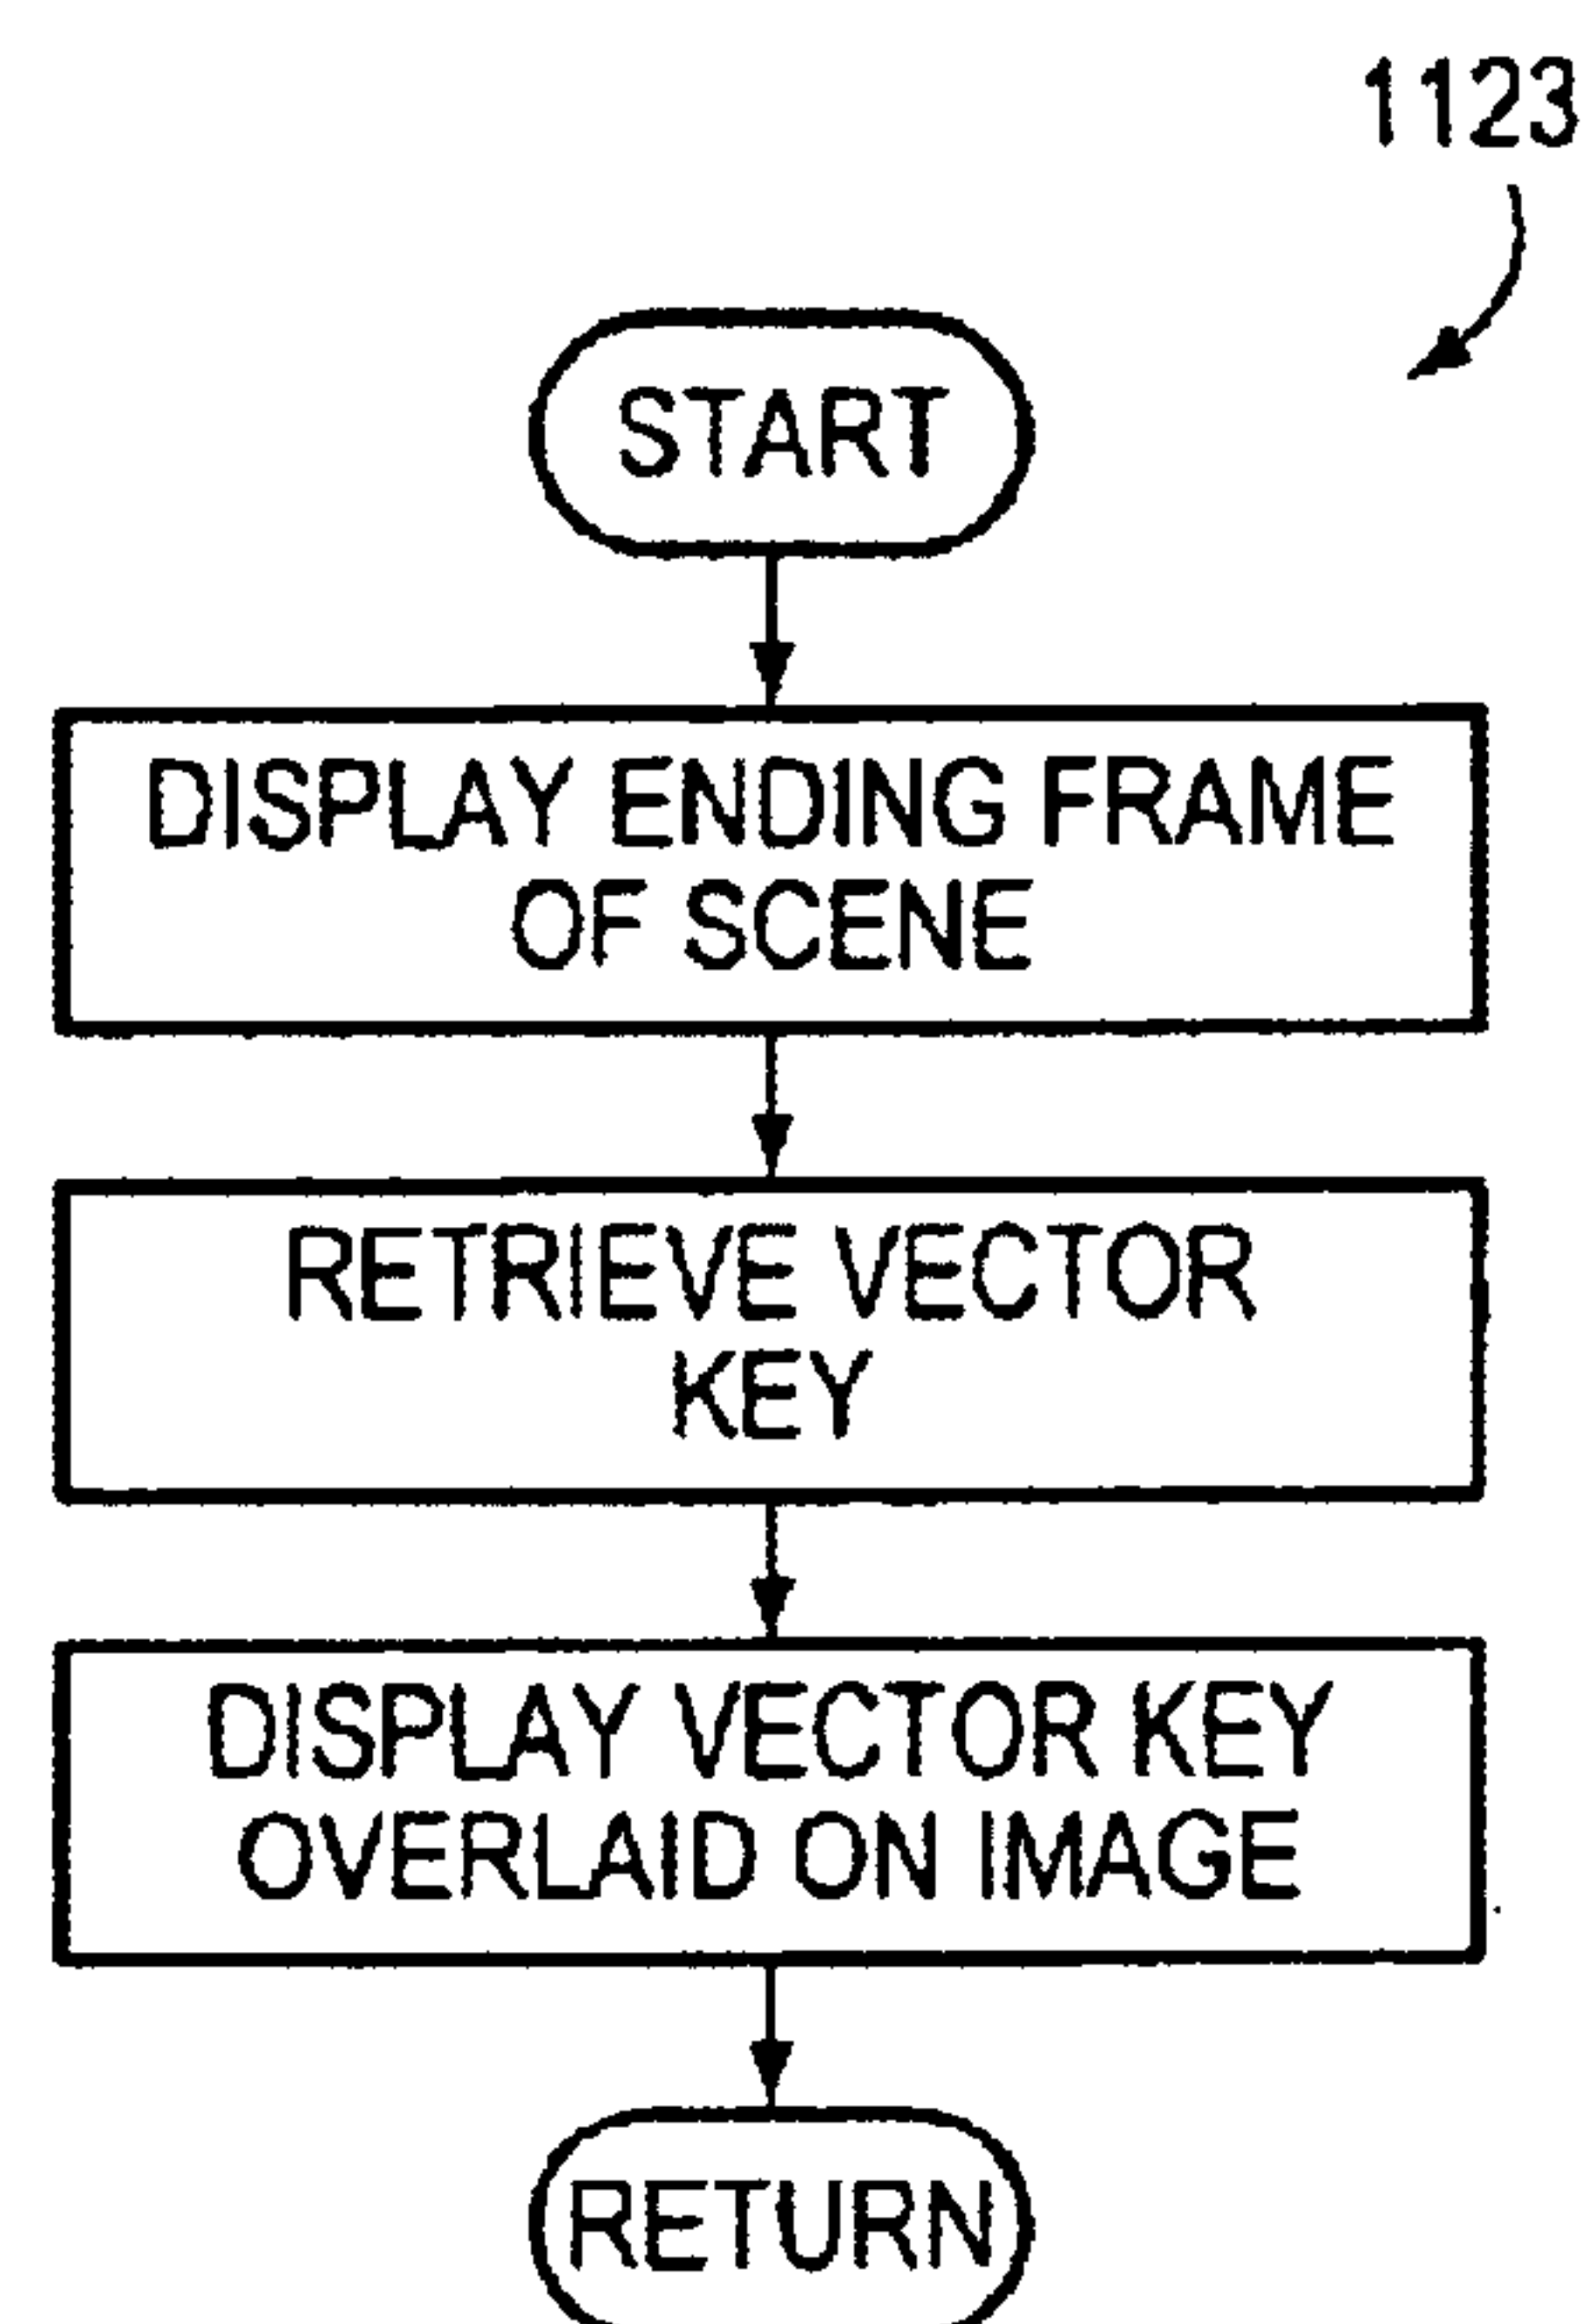 1123
START
DISPLAY ENDING FRAME
OF SCENE
RETRIEVE VECTOR
KEY
DISPLAY VECTOR KEY
OVERLAID ON IMAGE
RETURN